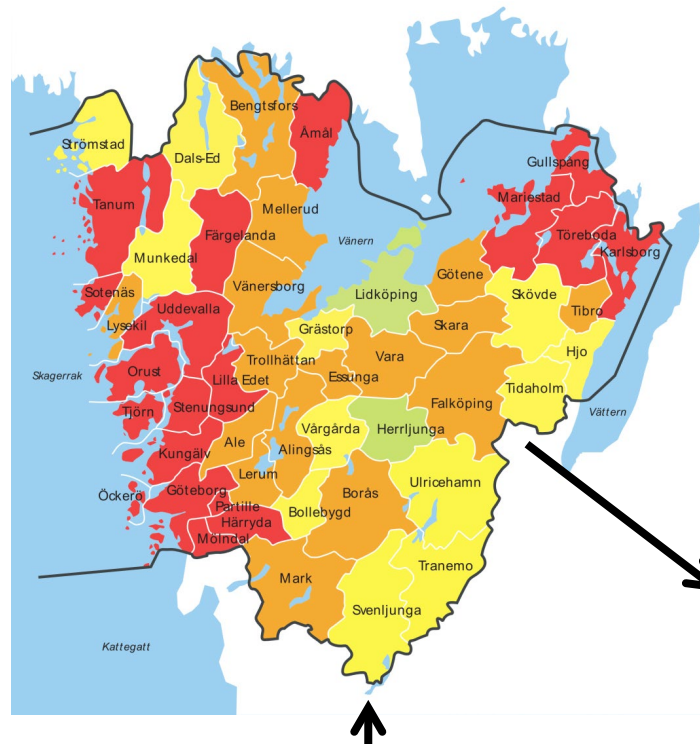 Bengtsfors
Åmål
Strömstad
Dals-Ed
Gullspång
Tanum
Mariestad
Mellerud
Färgelanda
Töreboda
Vänern
Karlsborg
Munkedal
Götene
Sotenäs
Vänersborg
Lidköping
Skövde
Uddevalla
Tibro
Lysekil
Skara
Grästorp
Hjo
Trollhättan
Vara
Skagerrak
Orust
Lilla Edet
Essunga
Tidaholm
Falköping
Tjörn
Stenungsund
Vårgårda
Herrljunga
Vättern
Ale
Kungälv
Alingsås
Lerum
Ulricehamn
Öckerö
Göteborg
Borås
Partille
Bollebygd
Härryda
Mölndal
Tranemo
Mark
Svenljunga
Kattegatt